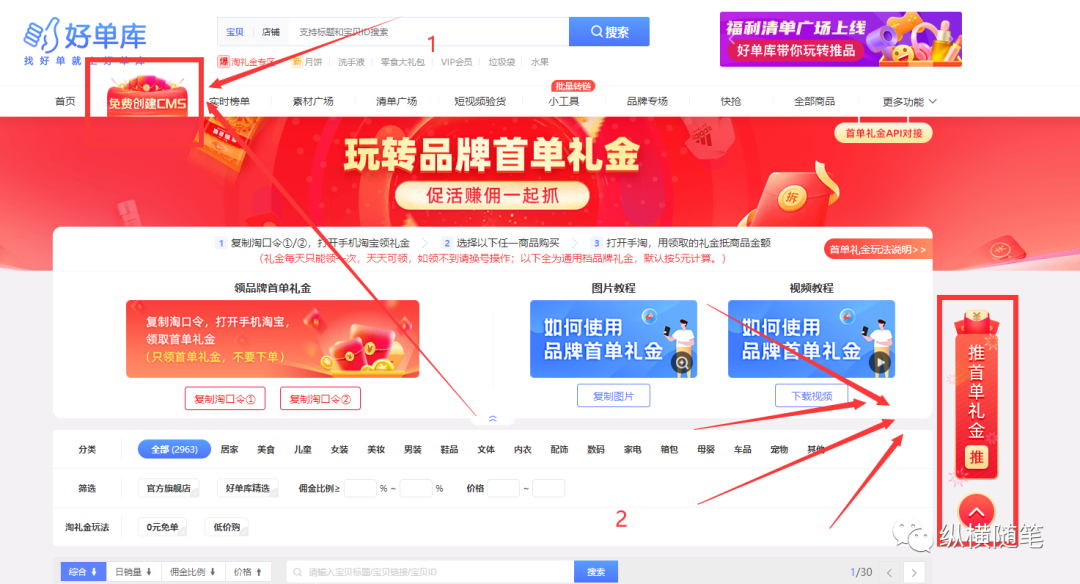 好单库
找好单就上好单库
宝贝 店铺 支持标题和宝贝ID搜索 搜索
爆 淘礼金专区 新 月饼 洗手液 零食大礼包 VIP会员 垃圾袋 水果
福利清单广场上线
好单库带你玩转推品
1
批量转链
首页 免费创建CMS 实时榜单 素材广场 清单广场 短视频验货 小工具 品牌专场 快抢 全部商品 更多功能
首单礼金API对接
玩转品牌首单礼金
促活赚佣一起抓
拆
1 复制淘口令①/②，打开手机淘宝领礼金 2 选择以下任一商品购买 3 打开手淘，用领取的礼金抵商品金额
(礼金每天只能领一次，天天可领，如领不到请换号操作；以下全为通用档品牌礼金，默认按5元计算。)
首单礼金玩法说明>>
领品牌首单礼金 图片教程 视频教程
复制淘口令，打开手机淘宝，
领取首单礼金
（只领首单礼金，不要下单）
如何使用
品牌首单礼金
如何使用
品牌首单礼金
复制淘口令① 复制淘口令② 复制图片 下载视频
推首单礼金
推
分类 全部 (2963) 居家 美食 儿童 女装 美妆 男装 鞋品 文体 内衣 配饰 数码 家电 箱包 母婴 车品 宠物 其他
筛选 官方旗舰店 好单库精选 佣金比例≥ % ~ % 价格 ~
淘礼金玩法 0元免单 低价购
2
纵横随笔
综合 日销量 佣金比例 价格 请输入宝贝标题/宝贝链接/宝贝ID 搜索 1/30 < >